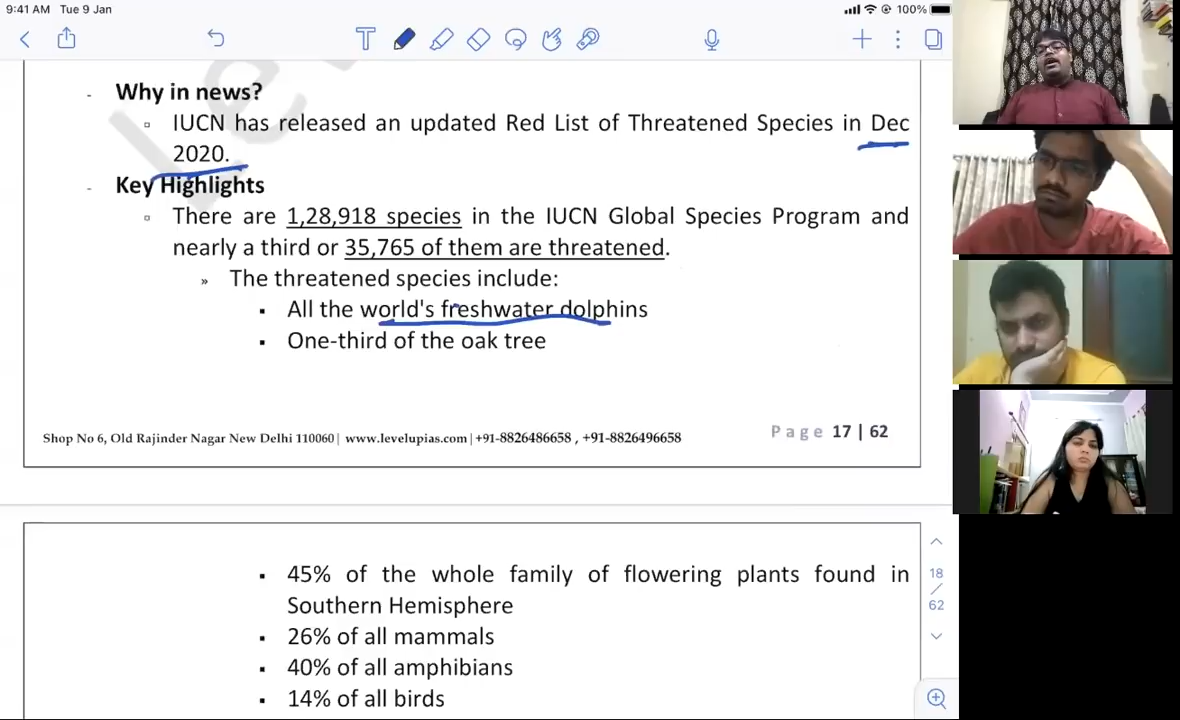 9:41 AM Tue 9 Jan
100%
Why in news?
IUCN has released an updated Red List of Threatened Species in Dec
2020.
Key Highlights
There are 1,28,918 species in the IUCN Global Species Program and
nearly a third or 35,765 of them are threatened.
» The threatened species include:
▪ All the world's freshwater dolphins
▪ One-third of the oak tree
Shop No 6, Old Rajinder Nagar New Delhi 110060| www.levelupias.com | +91-8826486658 , +91-8826496658
Page 17 | 62
▪ 45% of the whole family of flowering plants found in
Southern Hemisphere
▪ 26% of all mammals
▪ 40% of all amphibians
▪ 14% of all birds
18
/
62